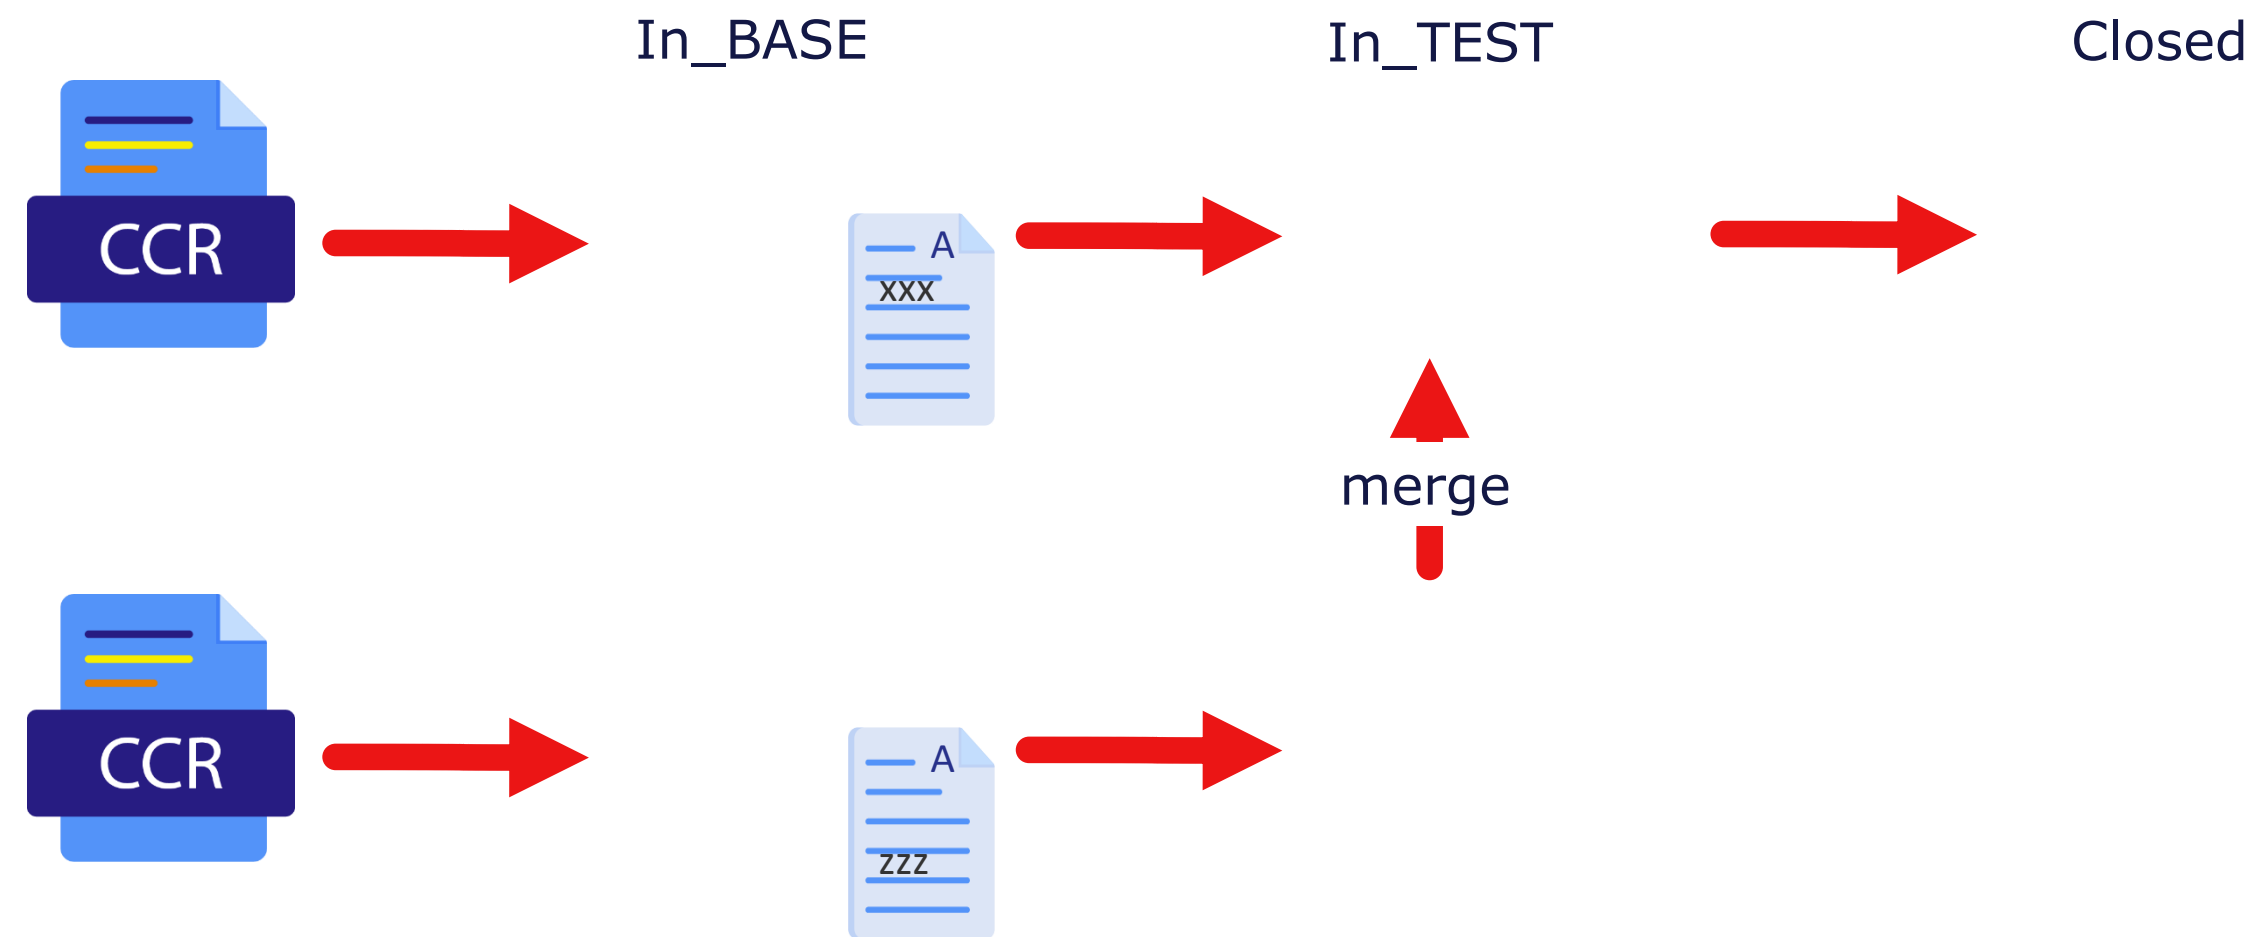 In_BASE
In_TEST
Closed
CCR
A
xxx
merge
CCR
A
zzz